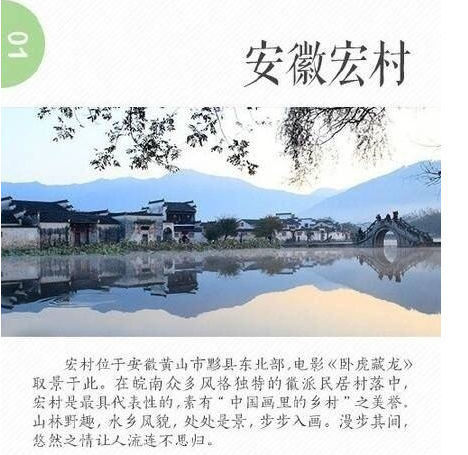 01
安徽宏村
宏村位于安徽黄山市黟县东北部,电影《卧虎藏龙》
取景于此。在皖南众多风格独特的徽派民居村落中,
宏村是最具代表性的,素有“中国画里的乡村”之美誉。
山林野趣,水乡风貌,处处是景,步步入画。漫步其间,
悠然之情让人流连不思归。